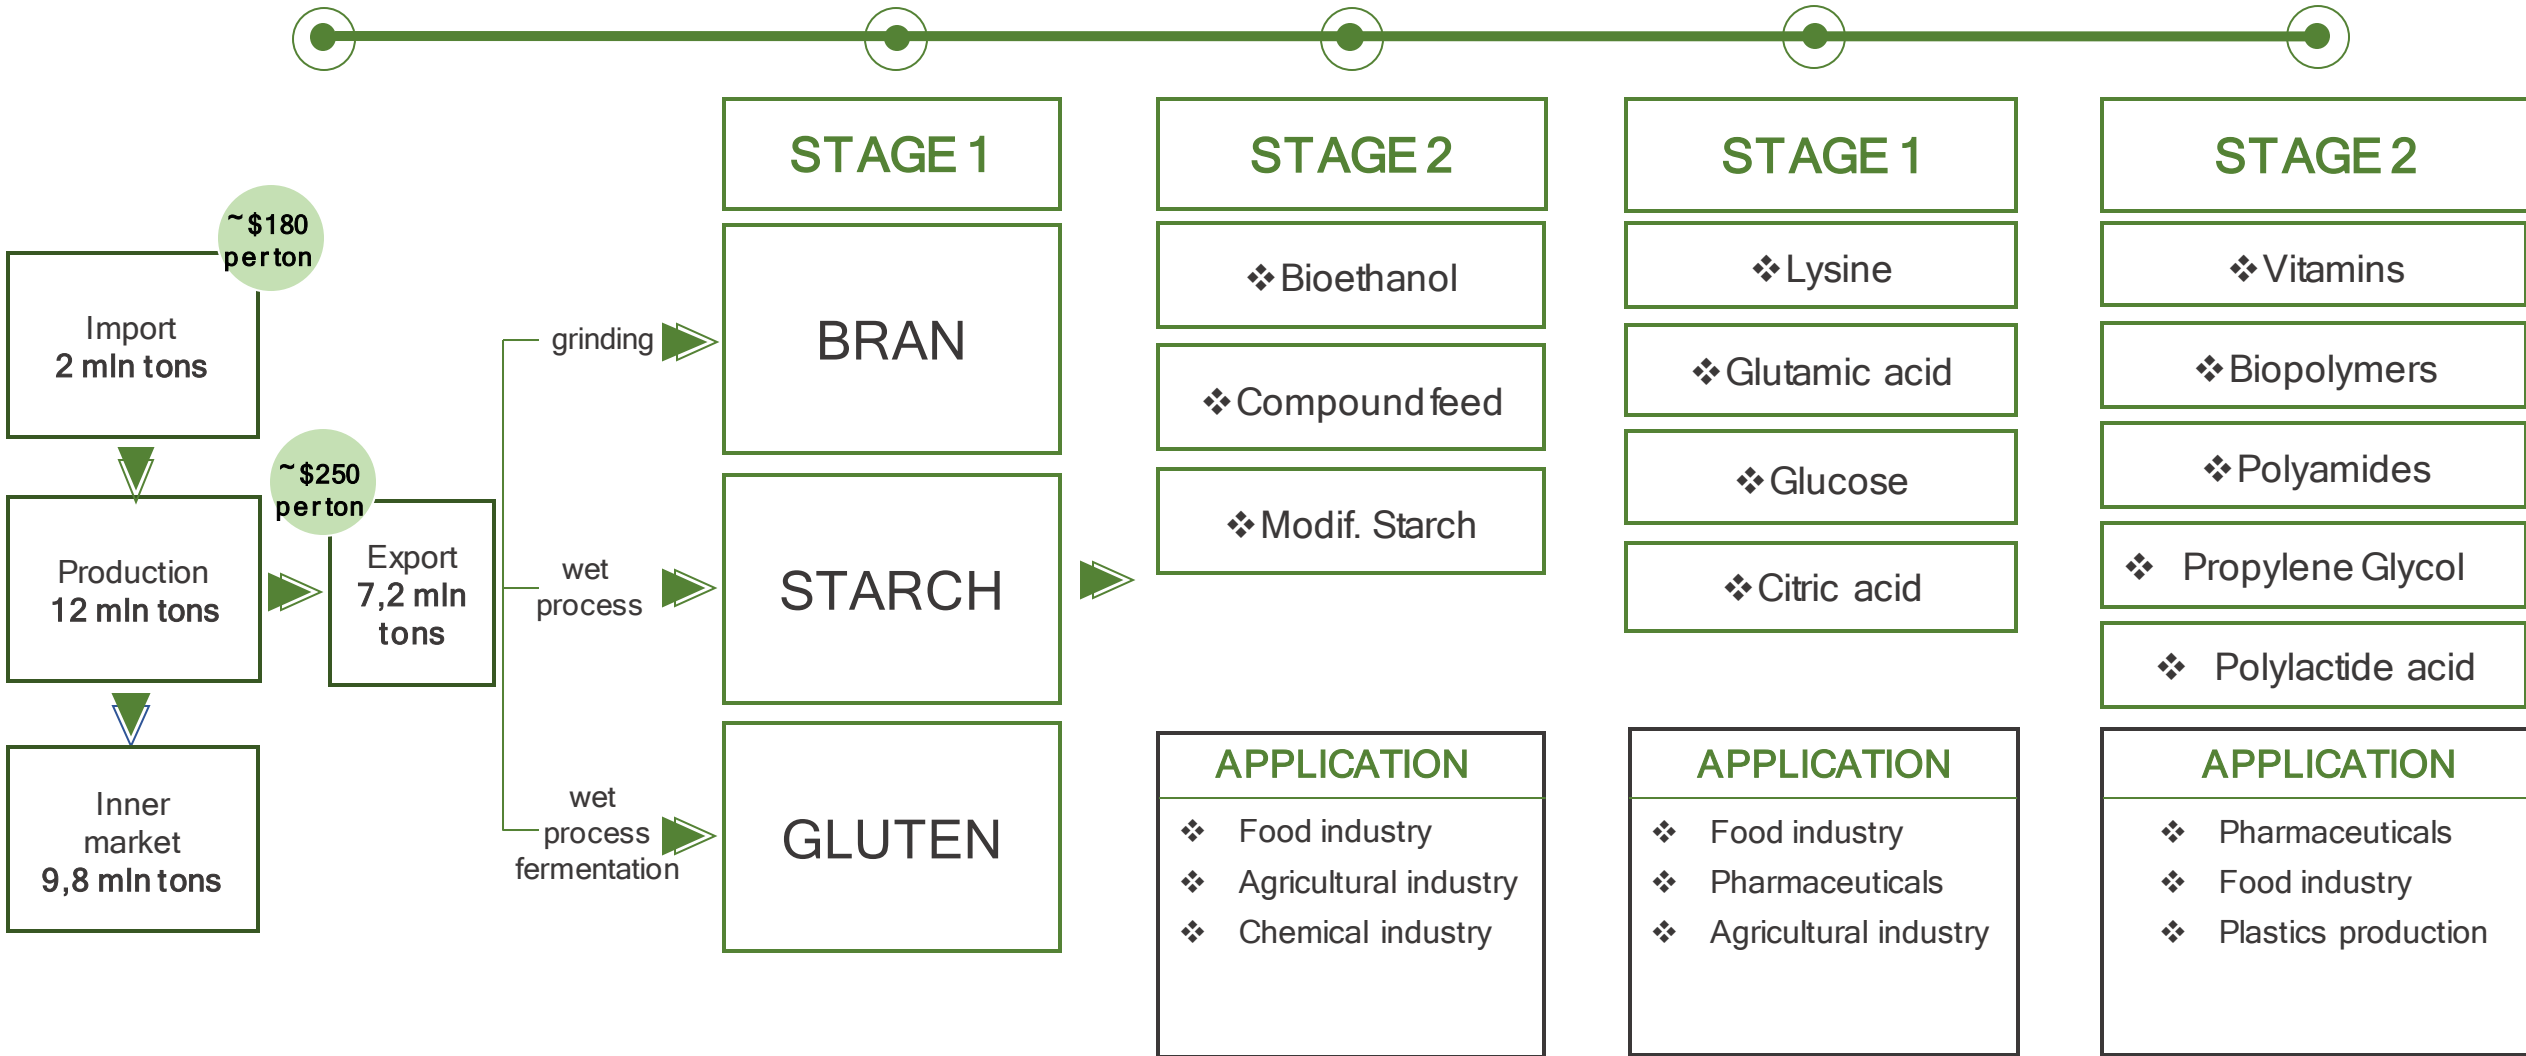 ~$180
per ton
Import
2 mln tons
Production
12 mln tons
~$250
per ton
Export
7,2 mln
tons
Inner
market
9,8 mln tons
grinding
wet
process
wet
process
fermentation
STAGE 1
BRAN
STARCH
GLUTEN
STAGE 2
❖ Bioethanol
❖ Compound feed
❖ Modif. Starch
APPLICATION
❖ Food industry
❖ Agricultural industry
❖ Chemical industry
STAGE 1
❖ Lysine
❖ Glutamic acid
❖ Glucose
❖ Citric acid
APPLICATION
❖ Food industry
❖ Pharmaceuticals
❖ Agricultural industry
STAGE 2
❖ Vitamins
❖ Biopolymers
❖ Polyamides
❖ Propylene Glycol
❖ Polylactide acid
APPLICATION
❖ Pharmaceuticals
❖ Food industry
❖ Plastics production